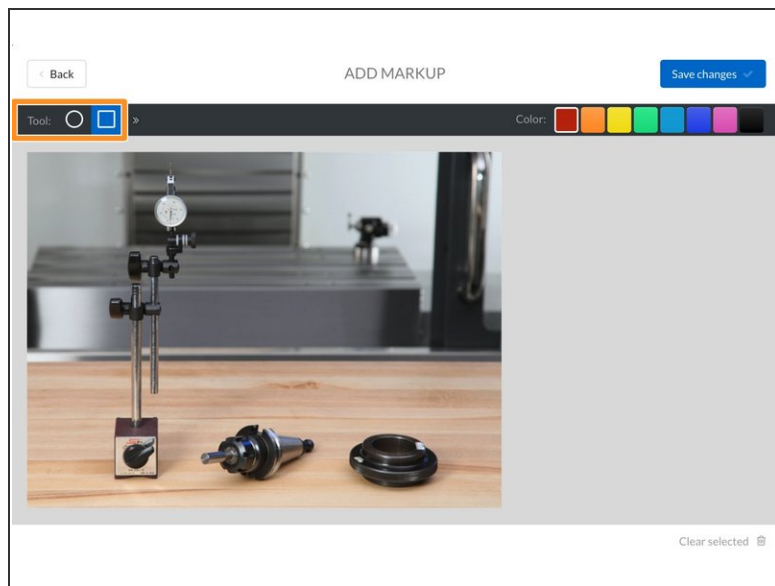 Back
ADD MARKUP
Save changes
Tool:
»
Color:
Clear selected